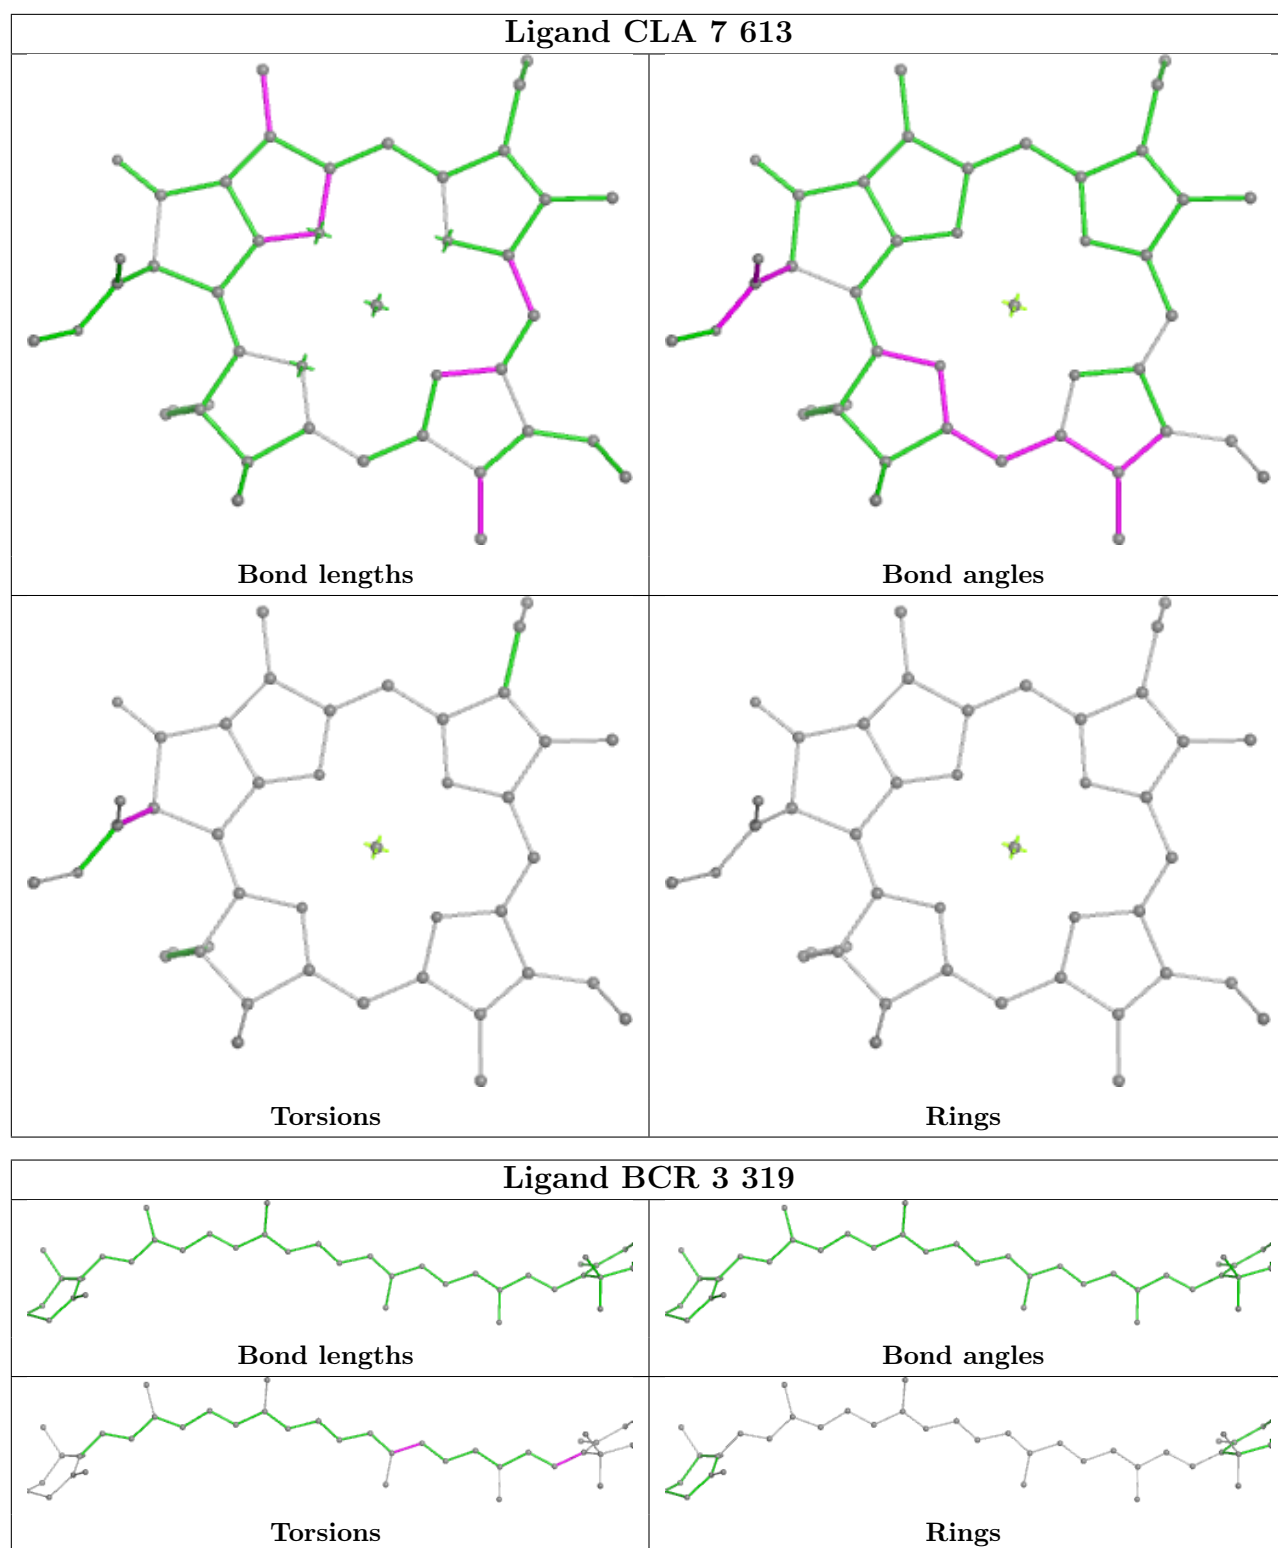 Ligand CLA 7 613
Bond lengths
Bond angles
Torsions
Rings
Ligand BCR 3 319
Bond lengths
Bond angles
Torsions
Rings